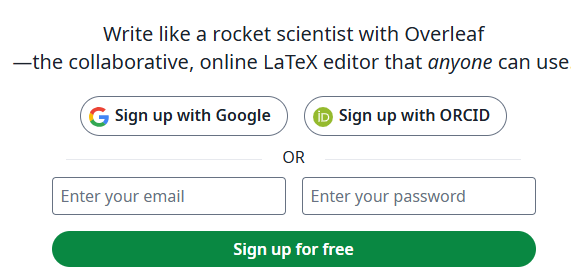 Write like a rocket scientist with Overleaf
—the collaborative, online LaTeX editor that anyone can use
Sign up with Google
iD Sign up with ORCID
OR
Enter your email
Enter your password
Sign up for free